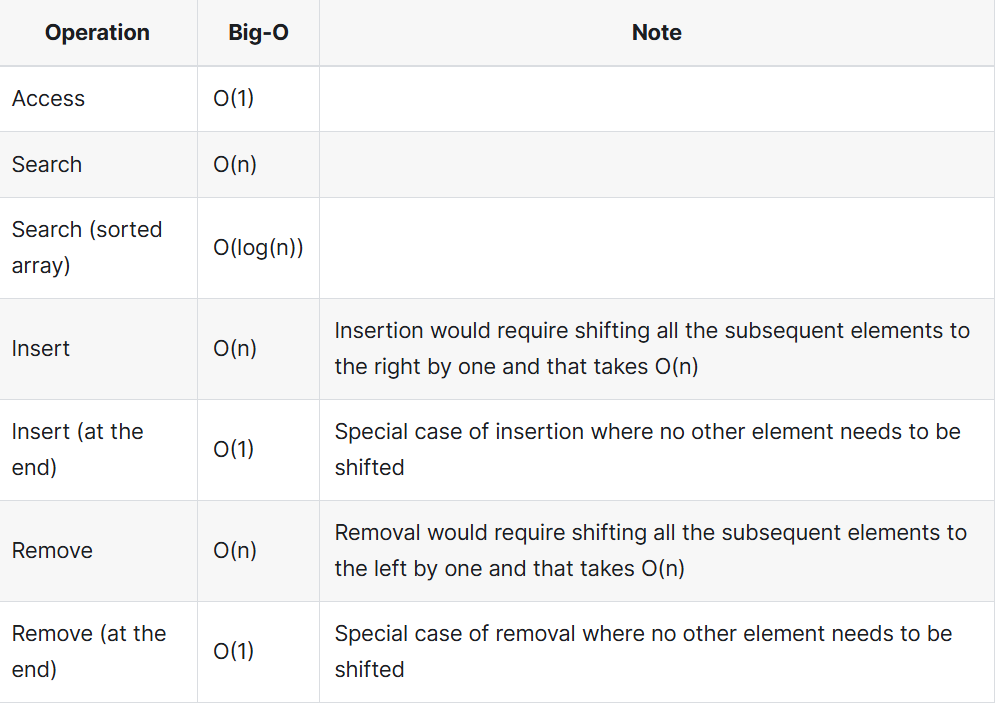 Operation Big-O Note
Access O(1)
Search O(n)
Search (sorted
array) O(log(n))
Insert O(n) Insertion would require shifting all the subsequent elements to
the right by one and that takes O(n)
Insert (at the
end) O(1) Special case of insertion where no other element needs to be
shifted
Remove O(n) Removal would require shifting all the subsequent elements to
the left by one and that takes O(n)
Remove (at the
end) O(1) Special case of removal where no other element needs to be
shifted